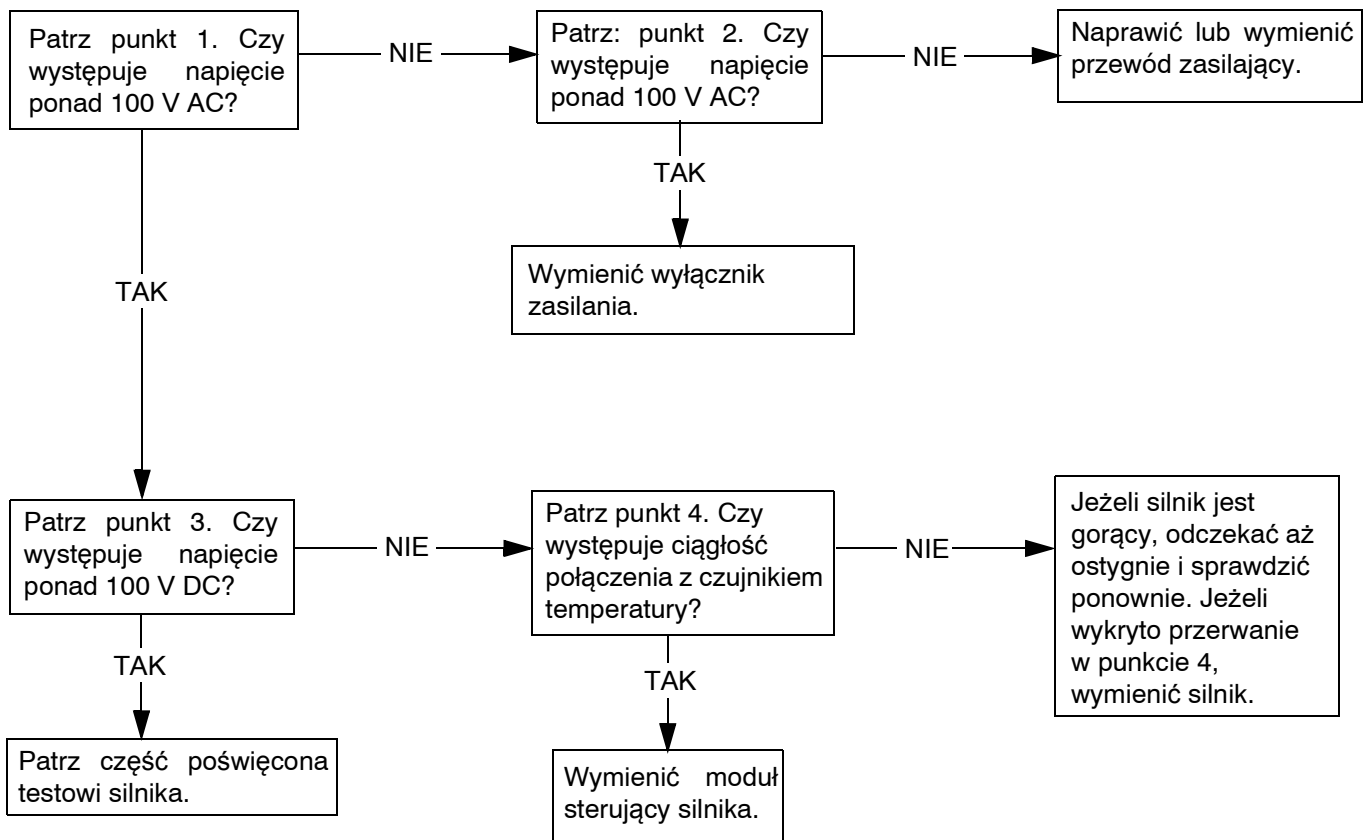 Patrz punkt 1. Czy
występuje napięcie
ponad 100 V AC?
NIE
Patrz: punkt 2. Czy
występuje napięcie
ponad 100 V AC?
NIE
Naprawić lub wymienić
przewód zasilający.
TAK
Wymienić wyłącznik
zasilania.
TAK
Patrz punkt 3. Czy
występuje napięcie
ponad 100 V DC?
NIE
Patrz punkt 4. Czy
występuje ciągłość
połączenia z czujnikiem
temperatury?
NIE
Jeżeli silnik jest
gorący, odczekać aż
ostygnie i sprawdzić
ponownie. Jeżeli
wykryto przerwanie
w punkcie 4,
wymienić silnik.
TAK
Patrz część poświęcona
testowi silnika.
TAK
Wymienić moduł
sterujący silnika.